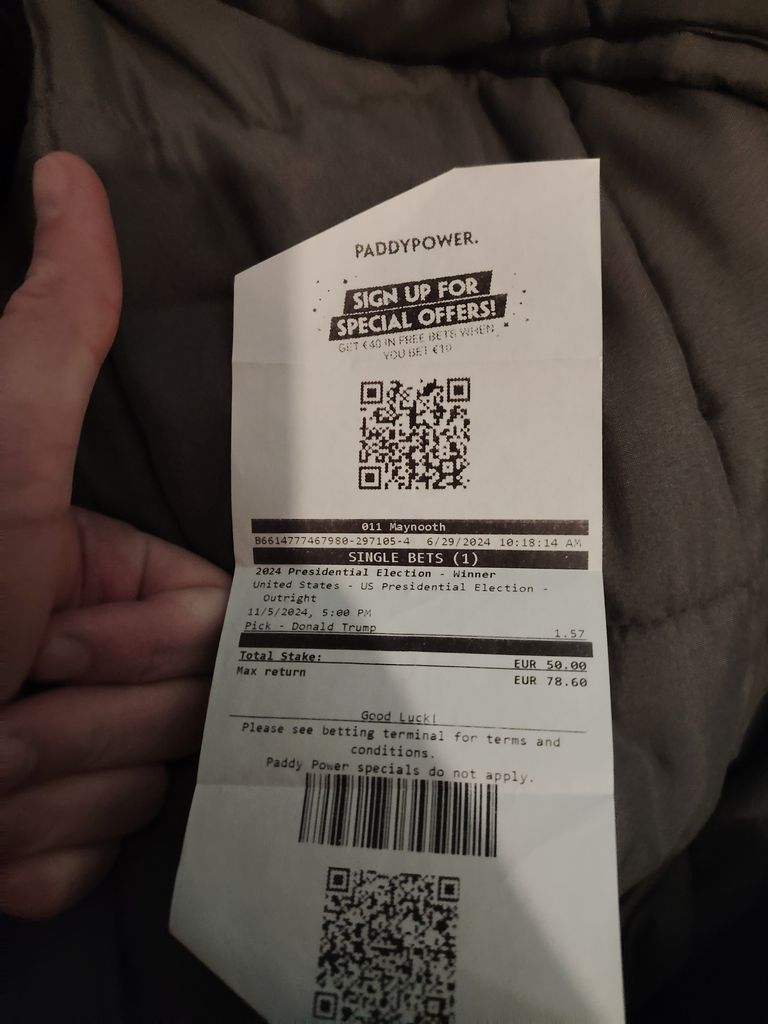 PADDYPOWER.
SIGN UP FOR
SPECIAL OFFERS!
GET €40 IN FREE BETS WHEN
YOU BET €10
011 Maynooth
B6614777467980-297105-4 6/29/2024 10:18:14 AM
SINGLE BETS (1)
2024 Presidential Election - Winner
United States - US Presidential Election -
Outright
11/5/2024, 5:00 PM
Pick - Donald Trump 1.57
Total Stake: EUR 50.00
Max return EUR 78.60
Good Luck!
Please see betting terminal for terms and
conditions.
Paddy Power specials do not apply.